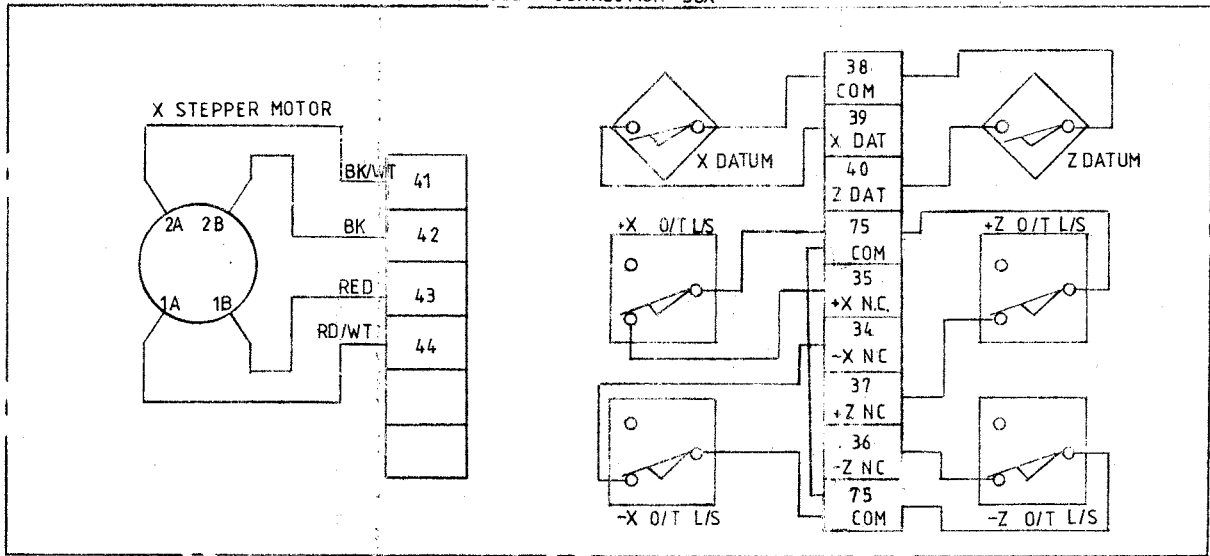 X STEPPER MOTOR
2A 2B
1A 1B
BK/WT 41
BK 42
RED 43
RD/WT 44
X DATUM
+X O/T L/S
-X O/T L/S
38
COM
39
X DAT
40
Z DAT
75
COM
35
+X N.C.
34
-X NC
37
+Z NC
36
-Z NC
75
COM
Z DATUM
+Z O/T L/S
-Z O/T L/S